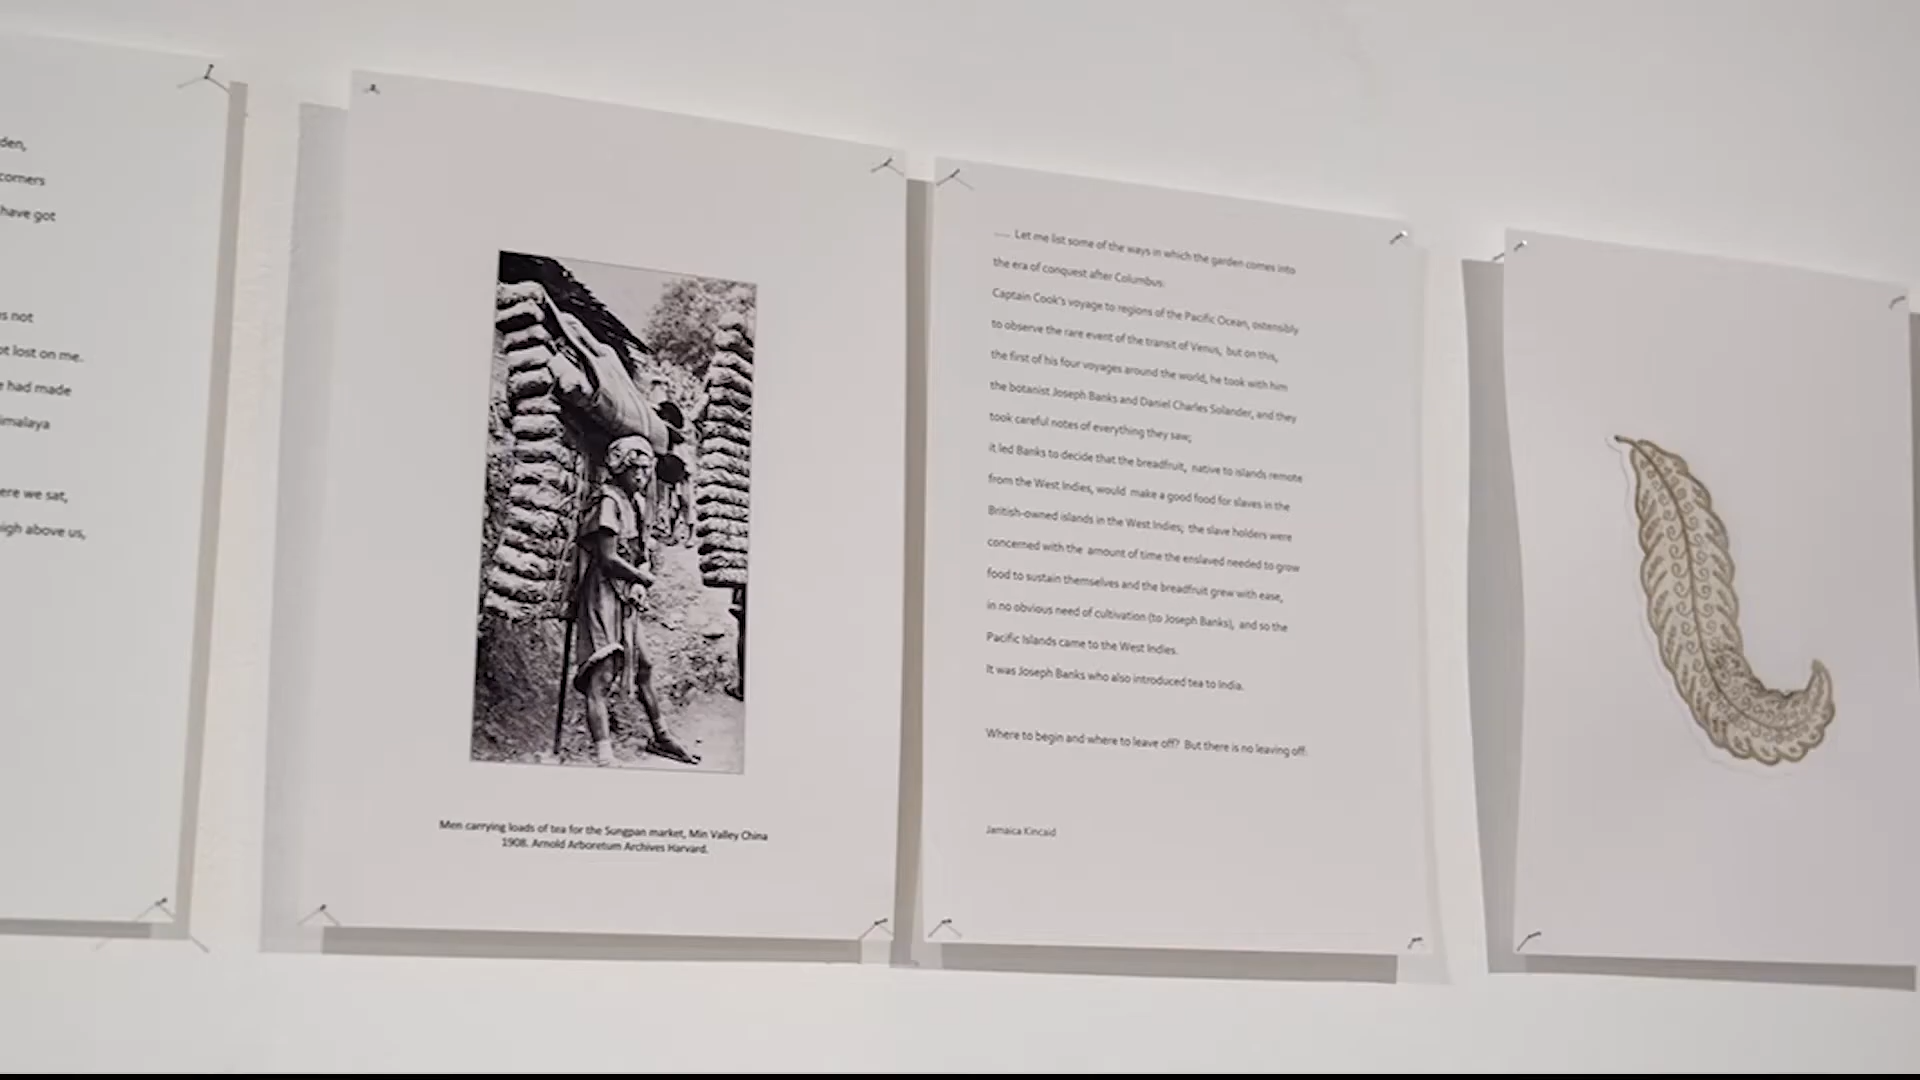 den,
corners
have got
s not
ot lost on me.
e had made
imalaya
ere we sat,
igh above us,
Men carrying loads of tea for the Sungpan market, Min Valley China
1908. Arnold Arboretum Archives Harvard.
---- Let me list some of the ways in which the garden comes into
the era of conquest after Columbus:
Captain Cook's voyage to regions of the Pacific Ocean, ostensibly
to observe the rare event of the transit of Venus, but on this,
the first of his four voyages around the world, he took with him
the botanist Joseph Banks and Daniel Charles Solander, and they
took careful notes of everything they saw;
it led Banks to decide that the breadfruit, native to islands remote
from the West Indies, would make a good food for slaves in the
British-owned islands in the West Indies; the slave holders were
concerned with the amount of time the enslaved needed to grow
food to sustain themselves and the breadfruit grew with ease,
in no obvious need of cultivation (to Joseph Banks), and so the
Pacific Islands came to the West Indies.
It was Joseph Banks who also introduced tea to India.
Where to begin and where to leave off? But there is no leaving off.
Jamaica Kincaid